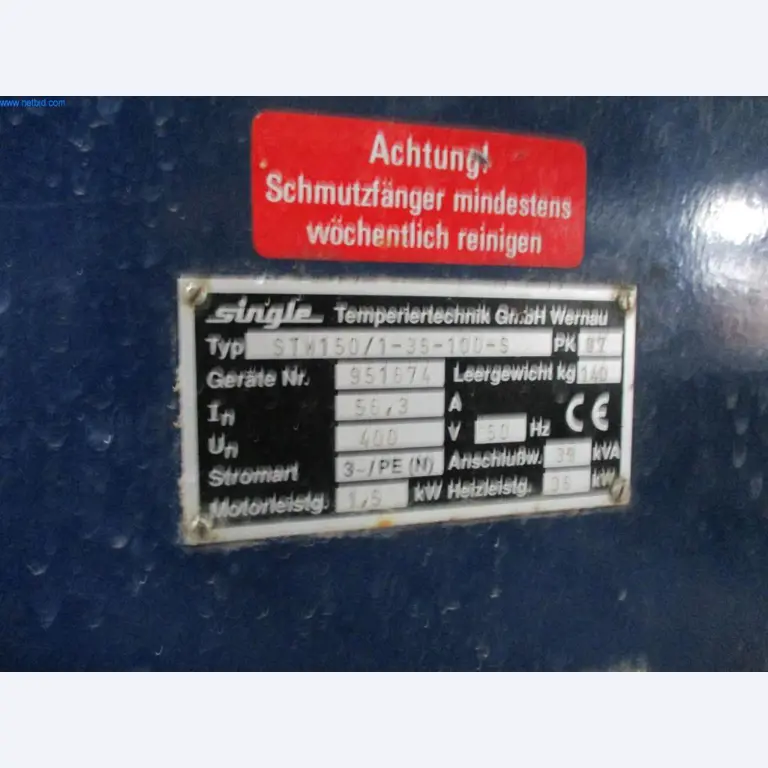 www.netbid.com
Achtung!
Schmutzfänger mindestens
wöchentlich reinigen
single Temperiertechnik GmbH Wernau
Typ STW150/1-36-100-S PK 87
Geräte Nr. 951674 Leergewicht kg 140
In 56,3 A
Un 400 V 50 Hz CE
Stromart 3~/PE (N) Anschlußw. 39 kVA
Motorleistg. 1,5 kW Heizleistg. 36 kW